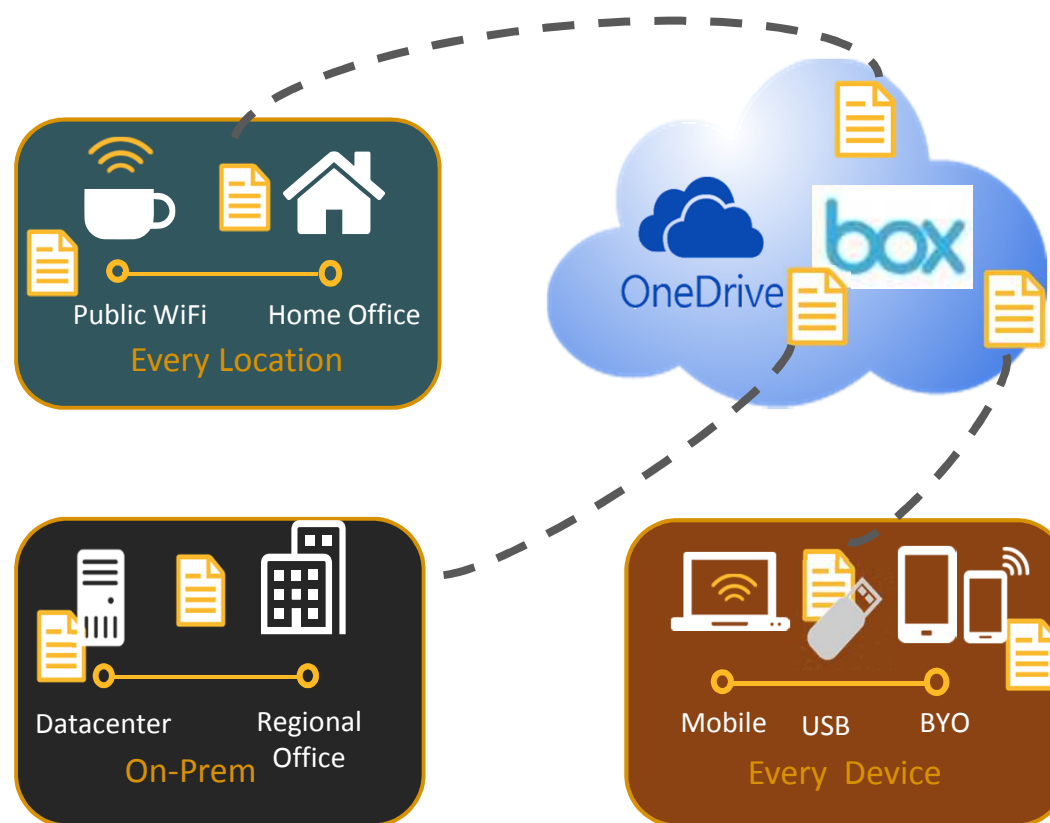 Public WiFi
Home Office
Every Location
OneDrive
box
Datacenter
Regional
Office
On-Prem
Mobile
USB
BYO
Every Device